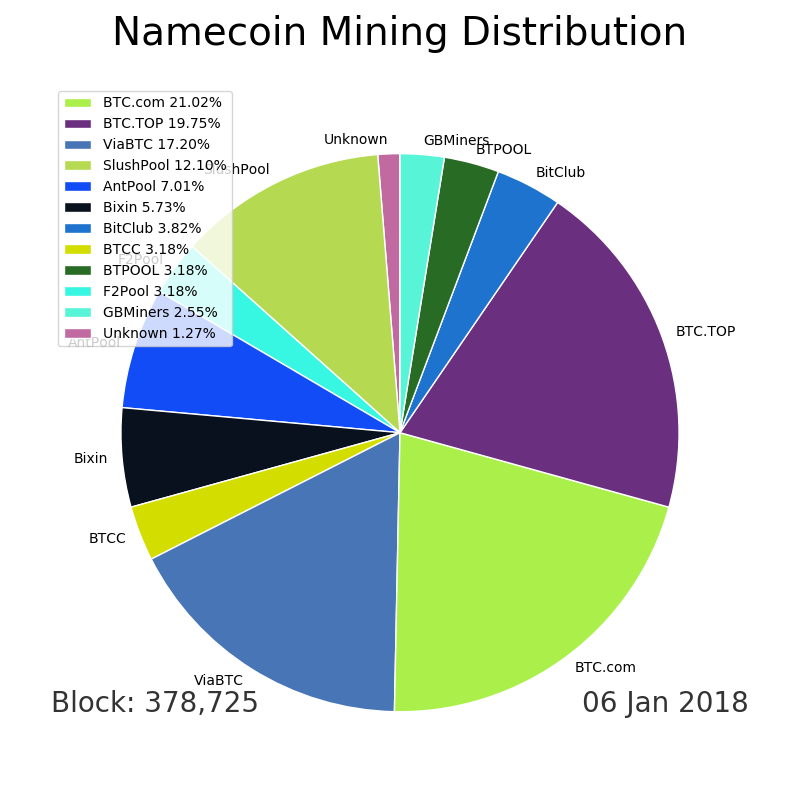 Namecoin Mining Distribution
BTC.com 21.02%
BTC.TOP 19.75%
ViaBTC 17.20%
SlushPool 12.10%
AntPool 7.01%
Bixin 5.73%
BitClub 3.82%
BTCC 3.18%
BTPOOL 3.18%
F2Pool 3.18%
GBMiners 2.55%
Unknown 1.27%
Unknown
GBMiners
BTPOOL
BitClub
SlushPool
F2Pool
BTC.TOP
AntPool
Bixin
BTCC
BTC.com
ViaBTC
Block: 378,725
06 Jan 2018